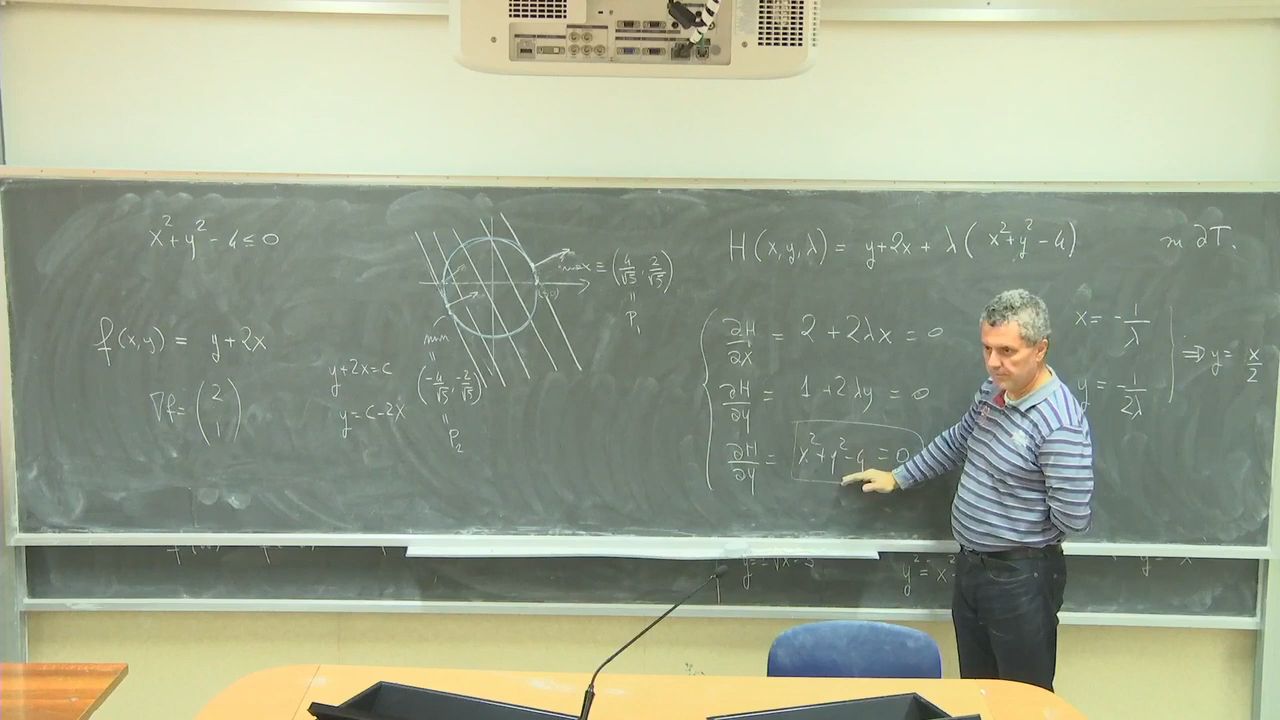 x² + y² - 4 ≤ 0
f(x,y) = y+2x
∇f = (2 1)
y+2x=c
y=c-2x
max ≡ (4/√5, 2/√5)
"
P₁
min
"
(-4/√5, -2/√5)
"
P₂
H(x,y,λ) = y+2x + λ(x²+y²-4)
∂H/∂x = 2 + 2λx = 0
∂H/∂y = 1 + 2λy = 0
∂H/∂y = x²+y²-4 = 0
m ∂T.
x = -1/λ
y = -1/2λ
⇒ y = x/2
y²=x²